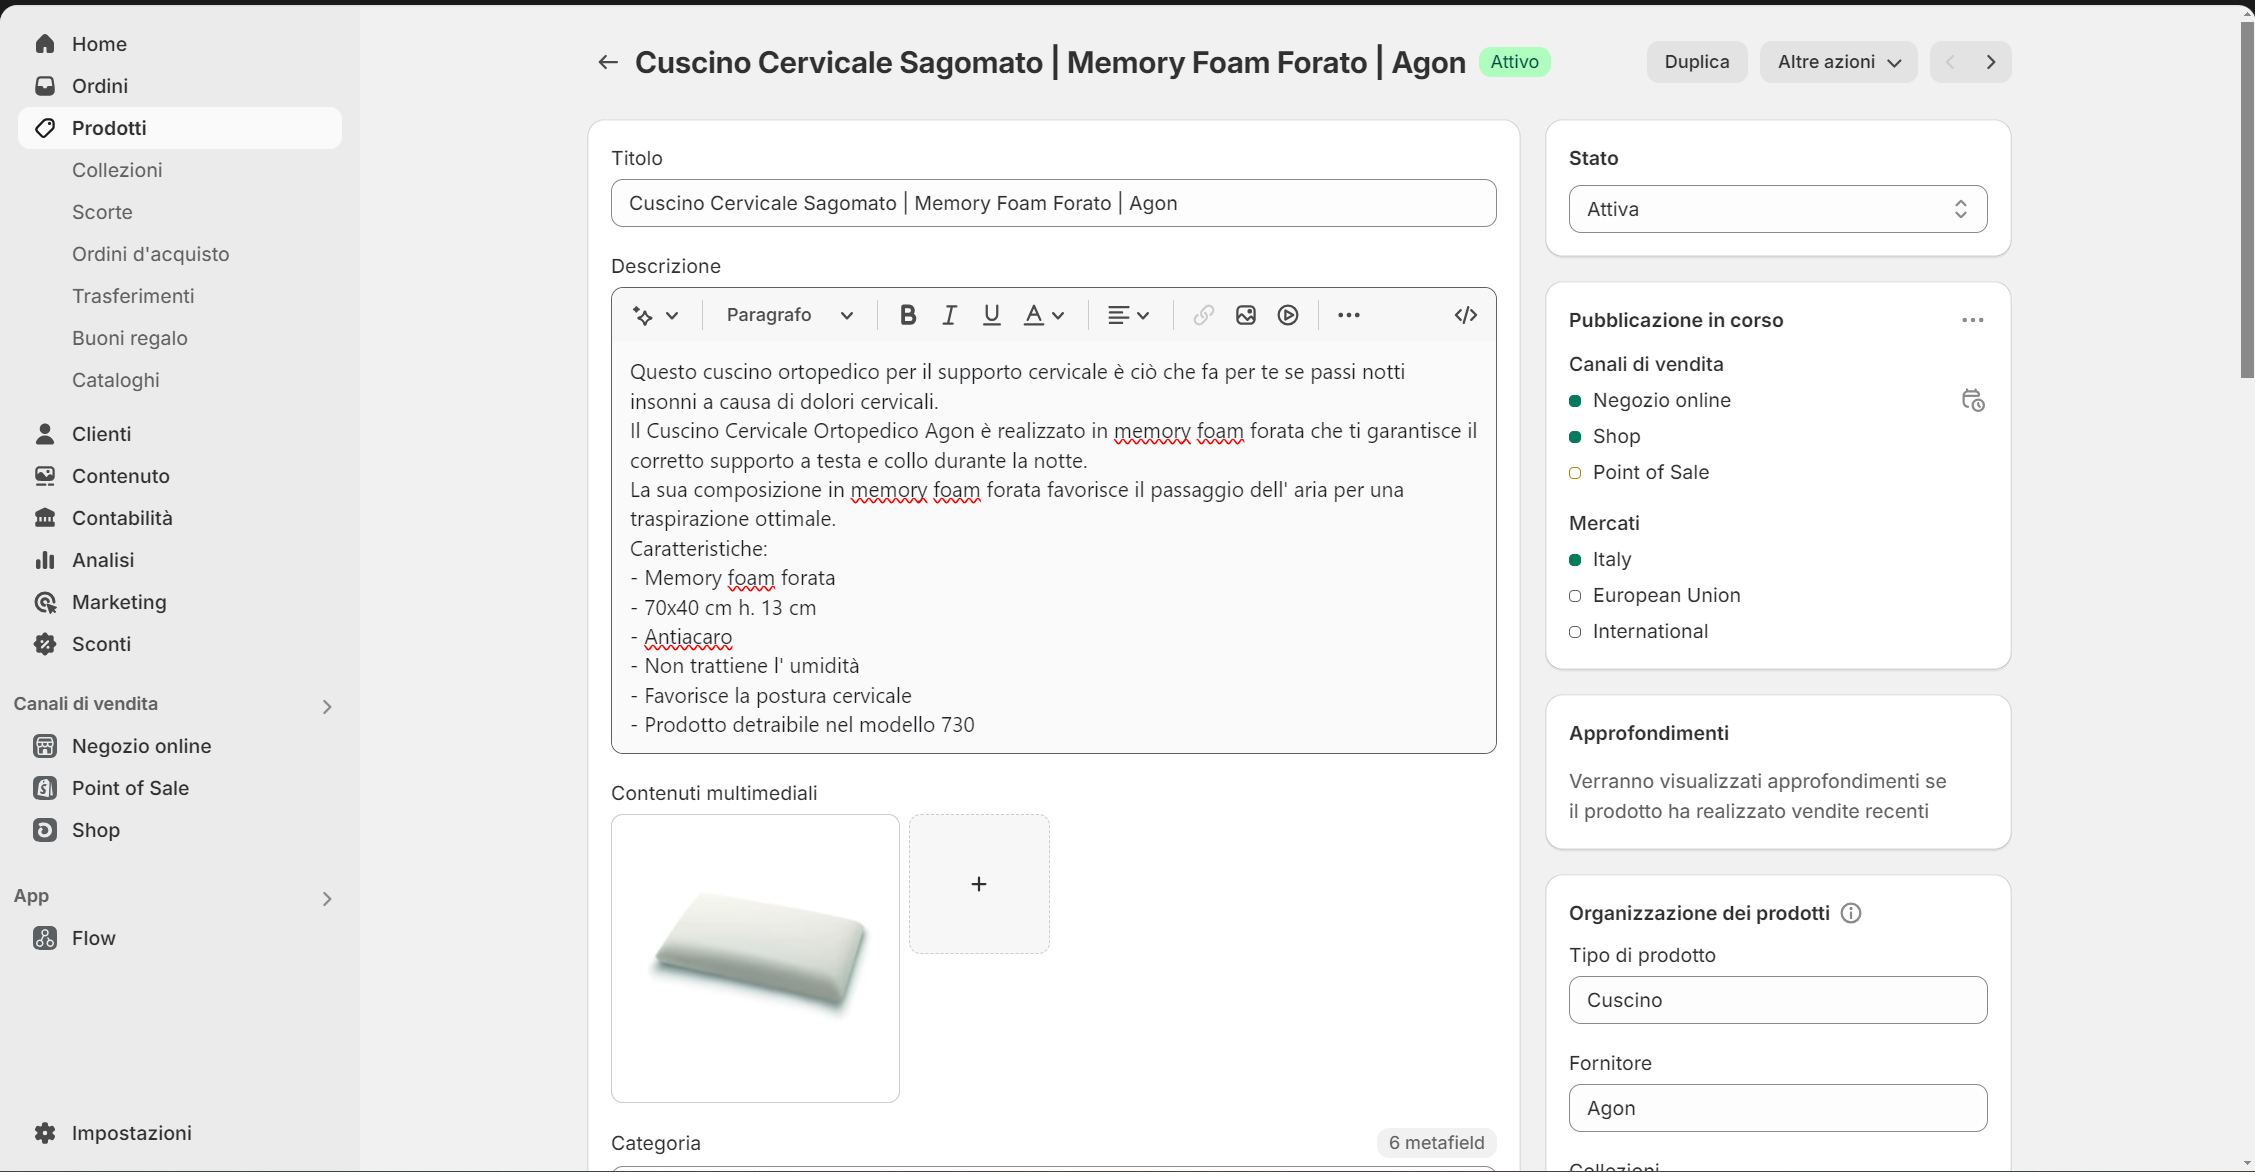 Home
Ordini
Prodotti
Collezioni
Scorte
Ordini d'acquisto
Trasferimenti
Buoni regalo
Cataloghi
Clienti
Contenuto
Contabilità
Analisi
Marketing
Sconti
Canali di vendita
Negozio online
Point of Sale
Shop
App
Flow
Impostazioni
Cuscino Cervicale Sagomato | Memory Foam Forato | Agon
Attivo
Duplica
Altre azioni
Titolo
Cuscino Cervicale Sagomato | Memory Foam Forato | Agon
Descrizione
Paragrafo
Questo cuscino ortopedico per il supporto cervicale è ciò che fa per te se passi notti
insonni a causa di dolori cervicali.
Il Cuscino Cervicale Ortopedico Agon è realizzato in memory foam forata che ti garantisce il
corretto supporto a testa e collo durante la notte.
La sua composizione in memory foam forata favorisce il passaggio dell' aria per una
traspirazione ottimale.
Caratteristiche:
- Memory foam forata
- 70x40 cm h. 13 cm
- Antiacaro
- Non trattiene l' umidità
- Favorisce la postura cervicale
- Prodotto detraibile nel modello 730
Contenuti multimediali
Categoria
6 metafield
Stato
Attiva
Pubblicazione in corso
Canali di vendita
Negozio online
Shop
Point of Sale
Mercati
Italy
European Union
International
Approfondimenti
Verranno visualizzati approfondimenti se
il prodotto ha realizzato vendite recenti
Organizzazione dei prodotti
Tipo di prodotto
Cuscino
Fornitore
Agon
Collezioni